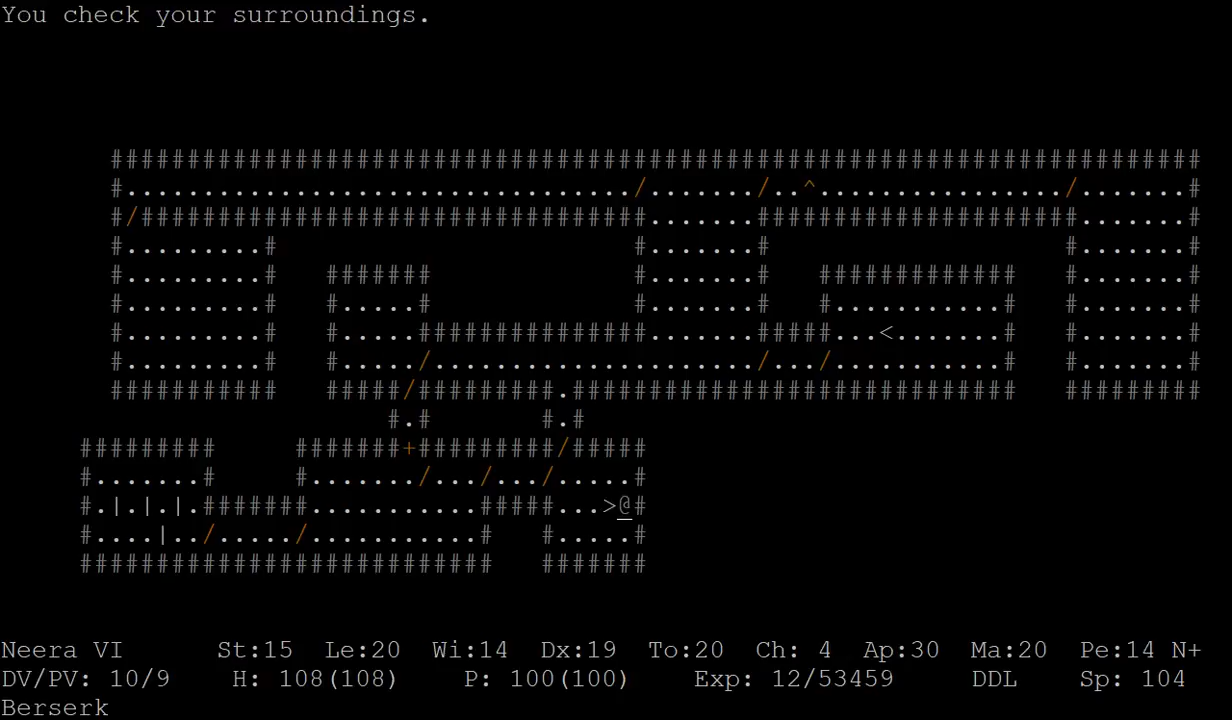 You check your surroundings.
       #######################################################################
       #................................./......./..^................/.......#
       #/#################################.......#####################.......#
       #.........#                       #.......#                   #.......#
       #.........#   #######             #.......#   #############   #.......#
       #.........#   #.....#             #.......#   #...........#   #.......#
       #.........#   #.....###############.......#####...<.......#   #.......#
       #.........#   #...../...................../.../...........#   #.......#
       ###########   #####/#########.#############################   #########
                         #.#       #.#
     #########     #######+#########/#####
     #.......#     #......./.../.../.....#
     #.|.|.|.#######...........#####...>@#
     #....|../...../...........#   #.....#
     ###########################   #######
Neera VI      St:15  Le:20  Wi:14  Dx:19  To:20  Ch: 4  Ap:30  Ma:20  Pe:14 N+
DV/PV: 10/9    H: 108(108)    P: 100(100)    Exp: 12/53459     DDL    Sp: 104
Berserk